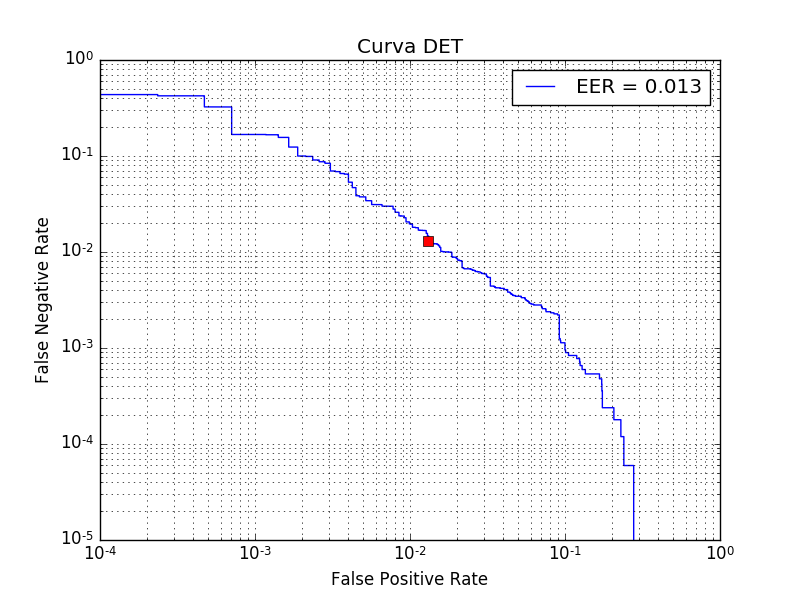 Curva DET
EER = 0.013
10^0
10^-1
10^-2
10^-3
10^-4
10^-5
False Negative Rate
10^-4
10^-3
10^-2
10^-1
10^0
False Positive Rate